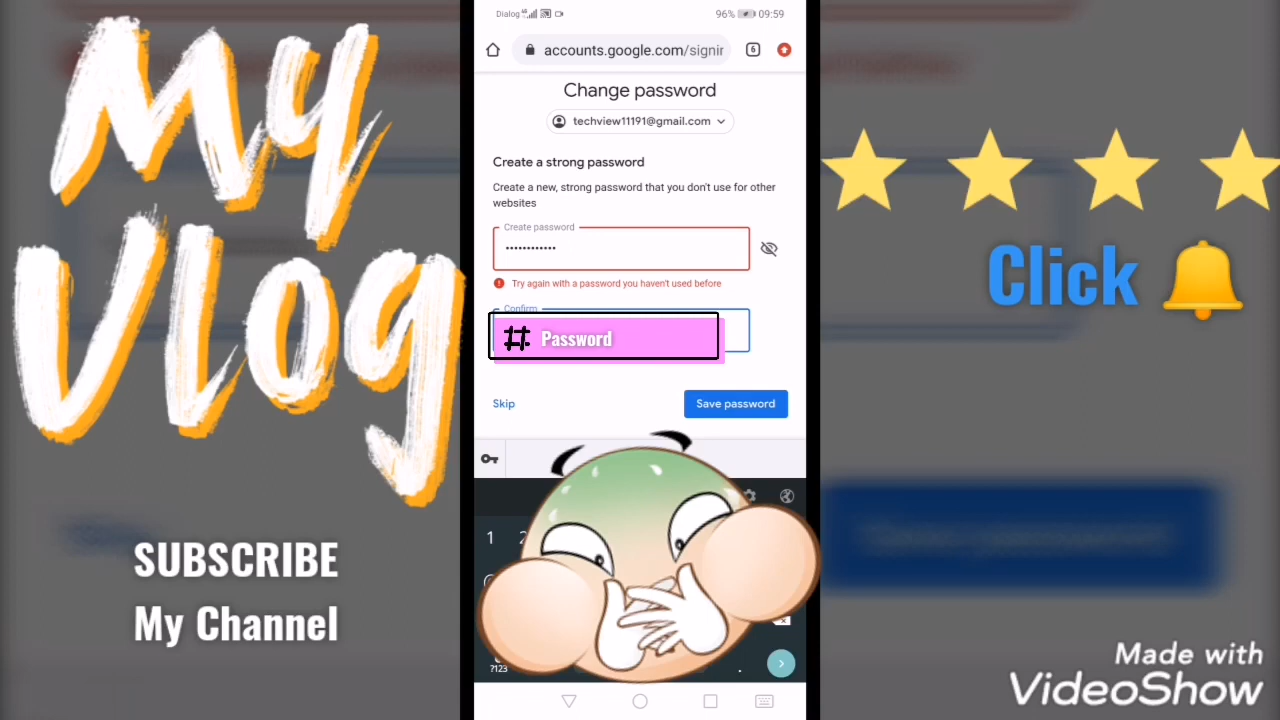 My
Vlog
SUBSCRIBE
My Channel
Dialog 96% 09:59
accounts.google.com/signin
6
Change password
techview11191@gmail.com
Create a strong password
Create a new, strong password that you don't use for other
websites
Create password
••••••••••••
Try again with a password you haven't used before
Confirm
# Password
Skip
Save password
1 2
?123
.
Click
Made with
VideoShow